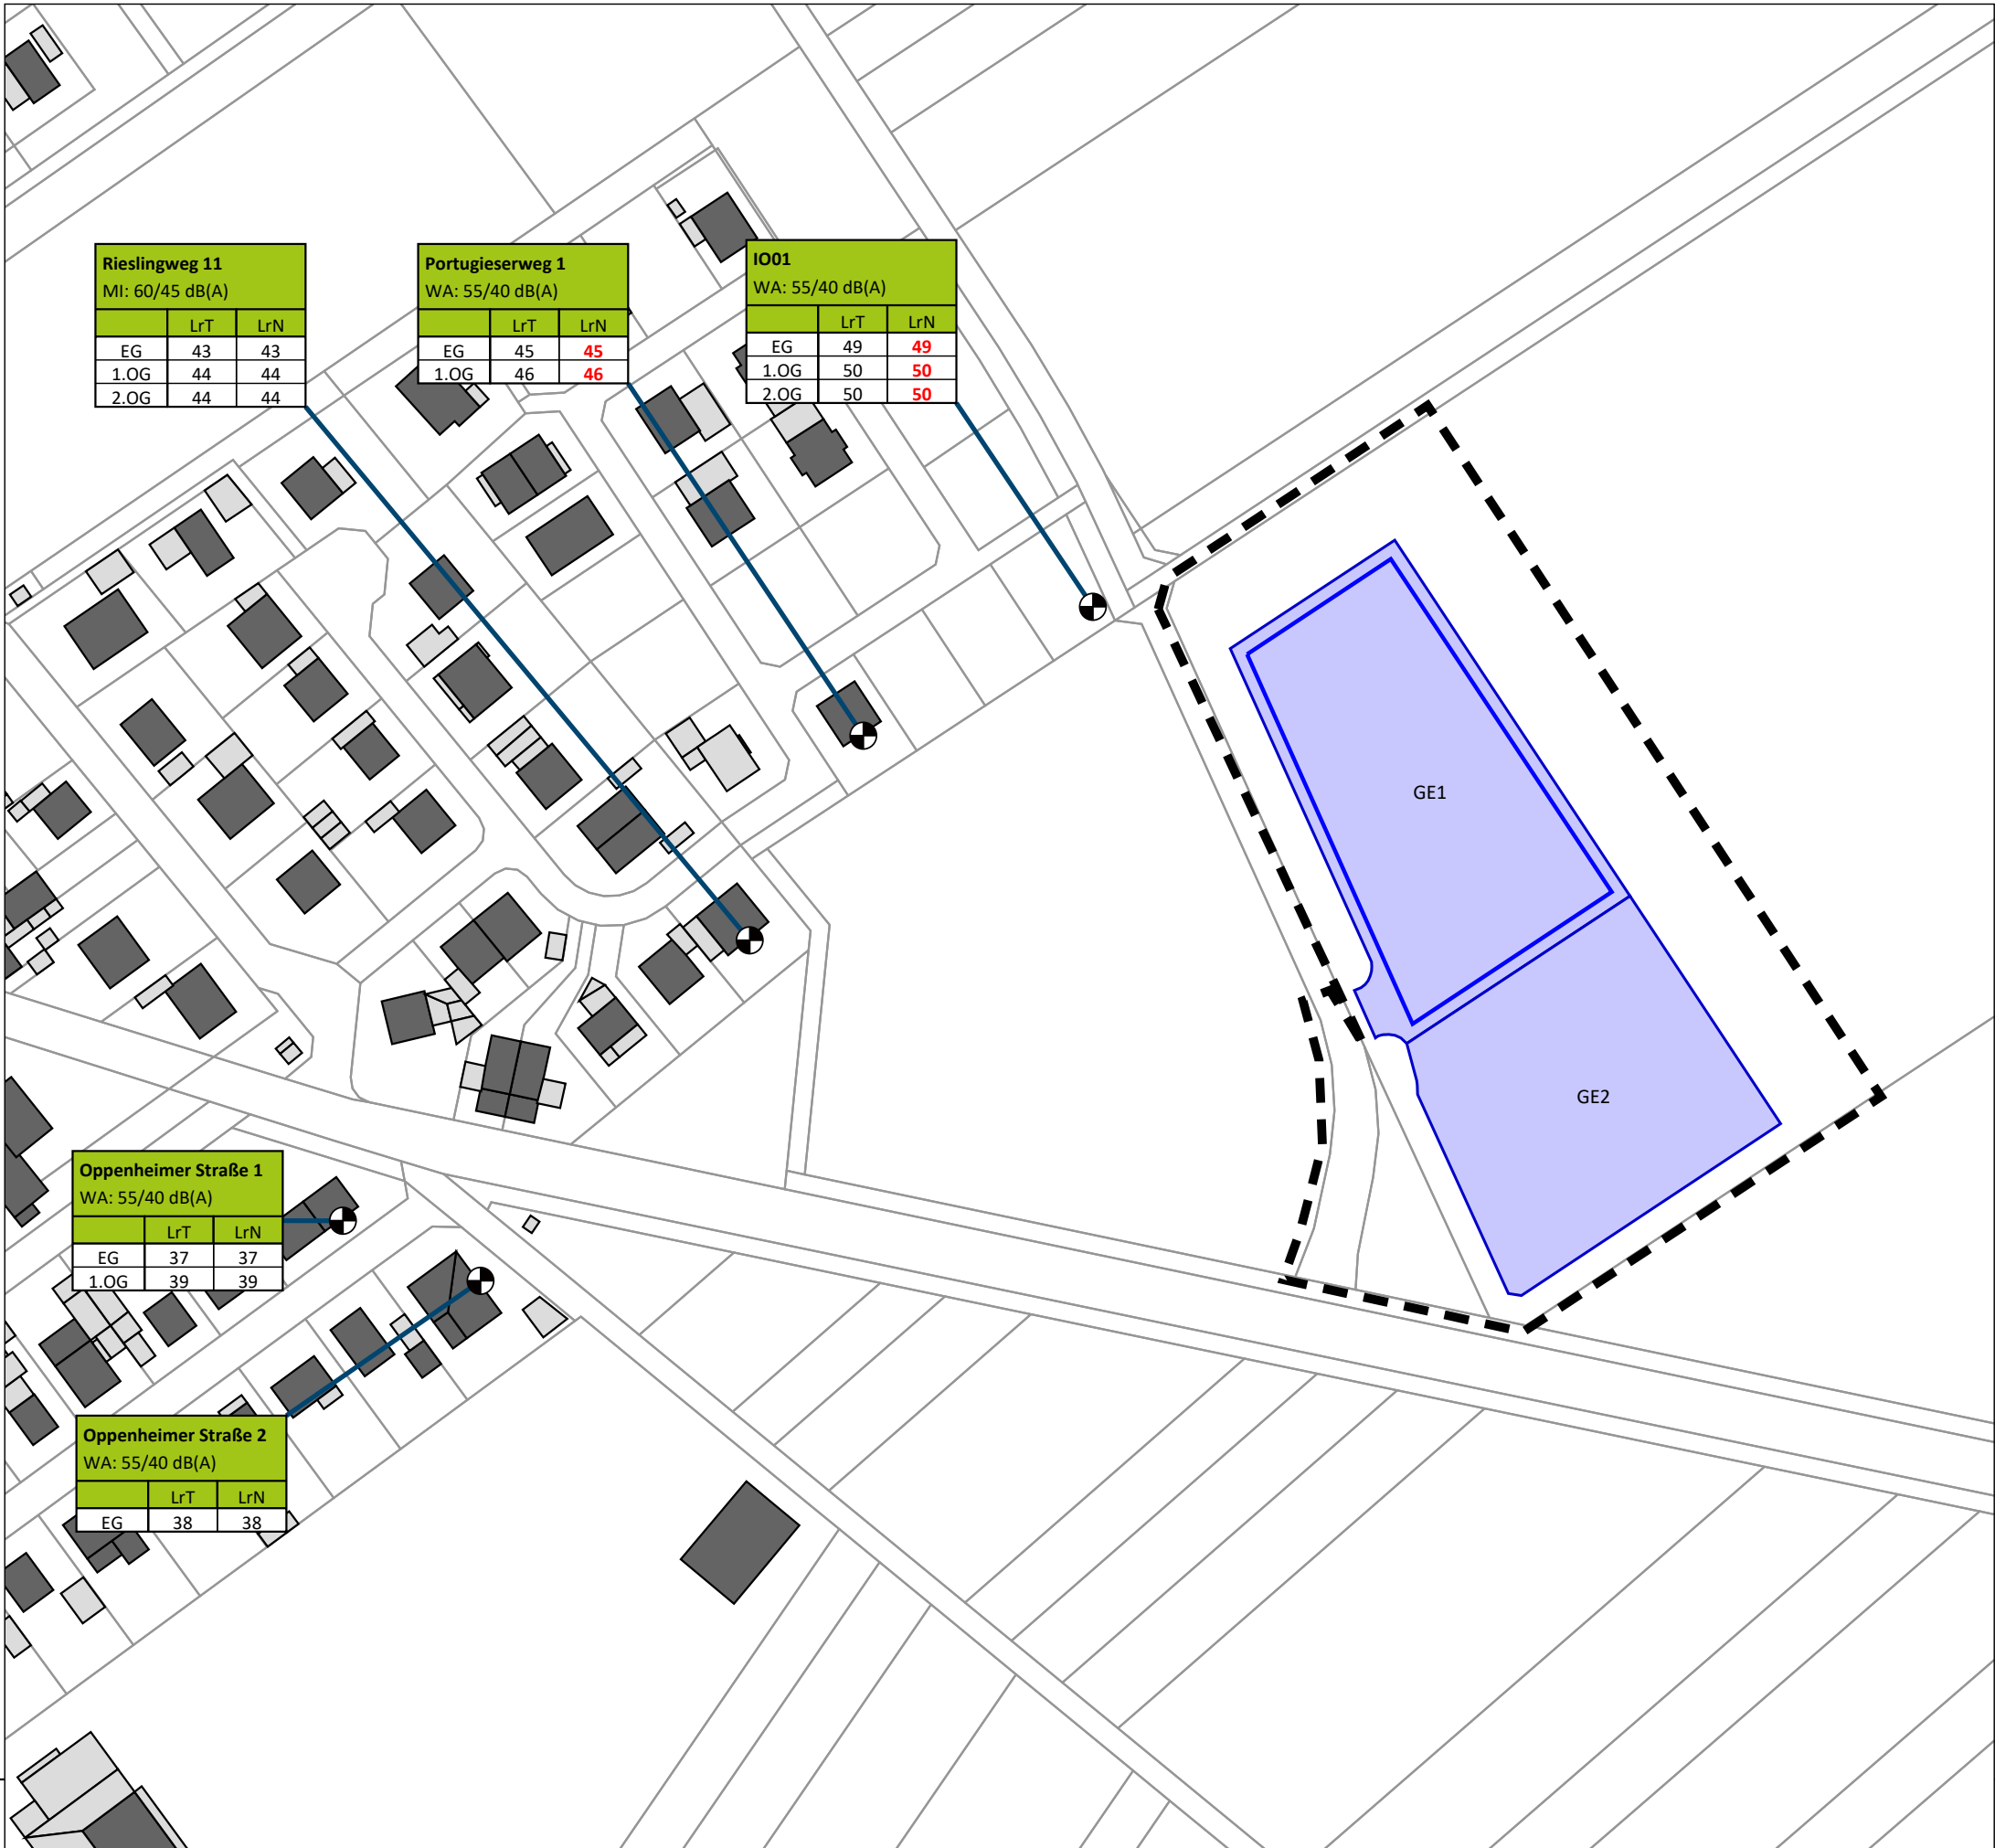 Rieslingweg 11
MI: 60/45 dB(A)
LrT LrN
EG 43 43
1.OG 44 44
2.OG 44 44
Portugieserweg 1
WA: 55/40 dB(A)
LrT LrN
EG 45 45
1.OG 46 46
IO01
WA: 55/40 dB(A)
LrT LrN
EG 49 49
1.OG 50 50
2.OG 50 50
GE1
GE2
Oppenheimer Straße 1
WA: 55/40 dB(A)
LrT LrN
EG 37 37
1.OG 39 39
Oppenheimer Straße 2
WA: 55/40 dB(A)
LrT LrN
EG 38 38